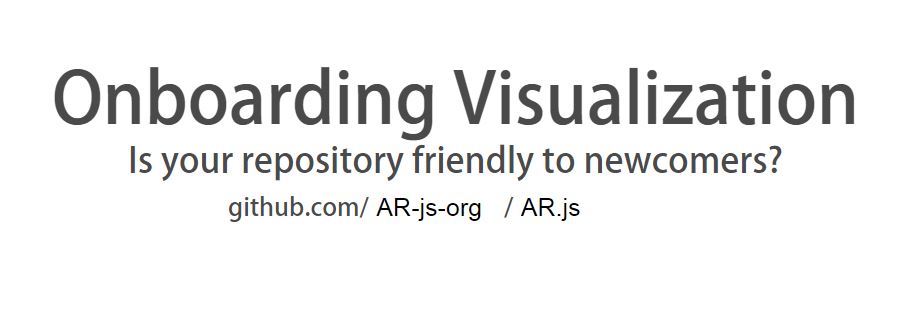 Onboarding Visualization
Is your repository friendly to newcomers?
github.com/ AR-js-org / AR.js